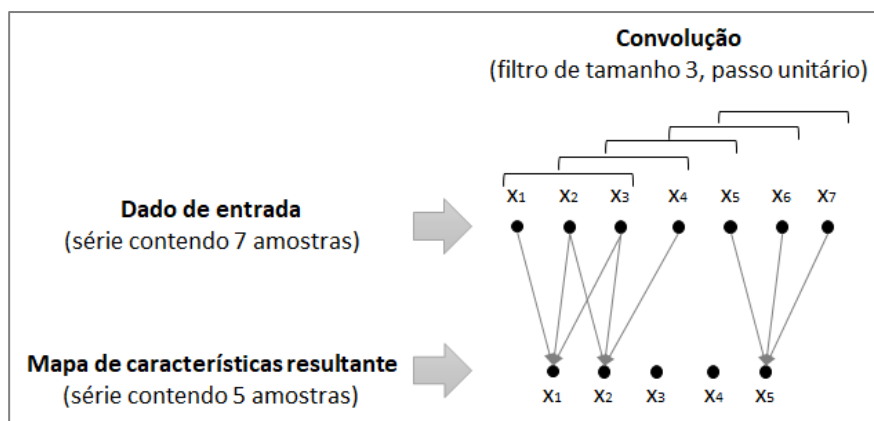 Convolução
(filtro de tamanho 3, passo unitário)
x1 x2 x3 x4 x5 x6 x7
Dado de entrada
(série contendo 7 amostras)
Mapa de características resultante
(série contendo 5 amostras)
x1 x2 x3 x4 x5